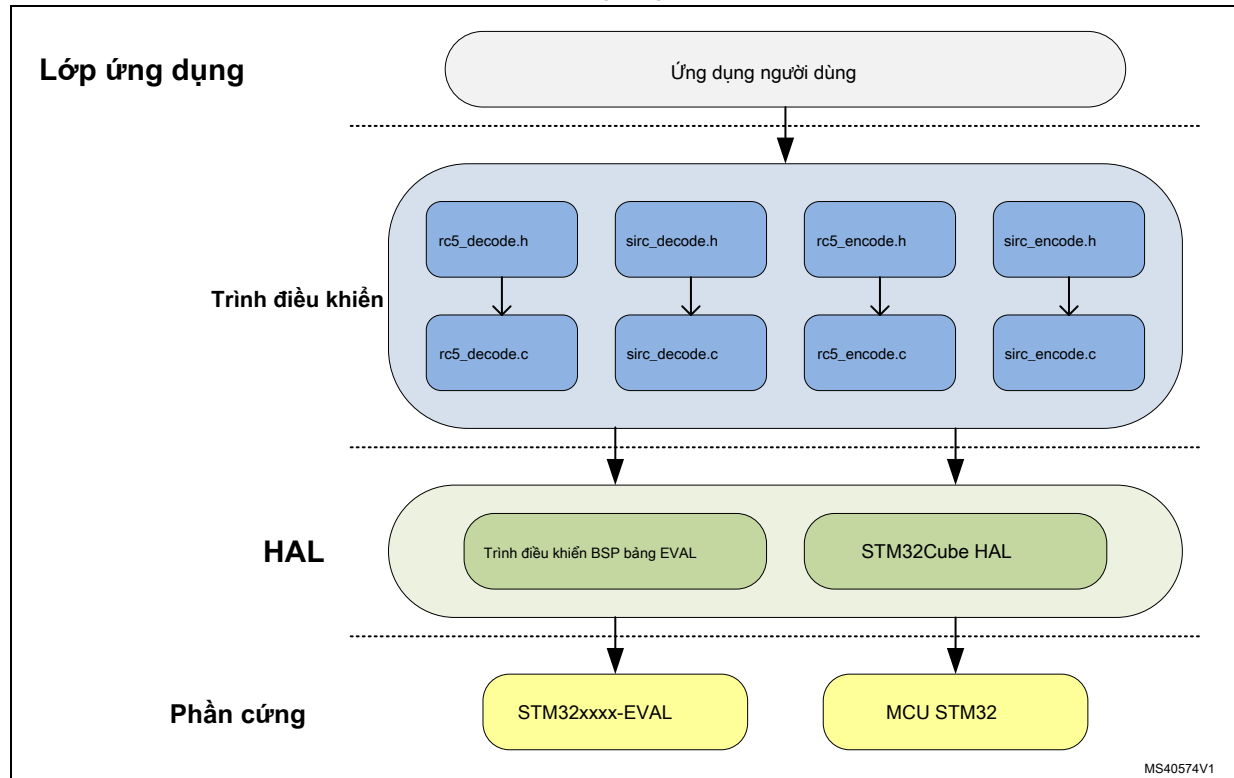 Lớp ứng dụng
Ứng dụng người dùng
Trình điều khiển
rc5_decode.h
sirc_decode.h
rc5_encode.h
sirc_encode.h
rc5_decode.c
sirc_decode.c
rc5_encode.c
sirc_encode.c
HAL
Trình điều khiển BSP bảng EVAL
STM32Cube HAL
Phần cứng
STM32xxxx-EVAL
MCU STM32
MS40574V1